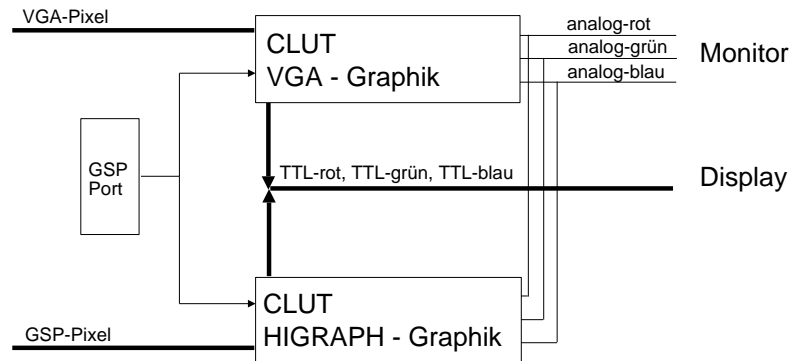 VGA-Pixel
CLUT
VGA - Graphik
analog-rot
analog-grün
analog-blau
Monitor
GSP
Port
TTL-rot, TTL-grün, TTL-blau
Display
CLUT
HIGRAPH - Graphik
GSP-Pixel